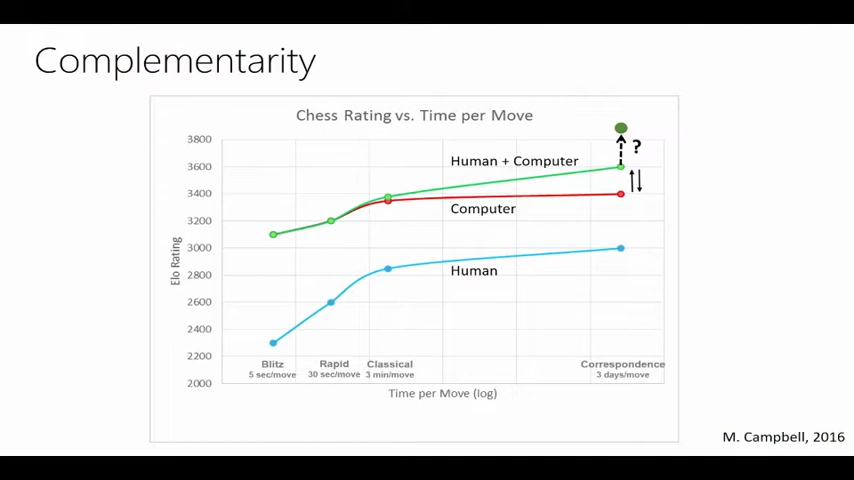 Complementarity
Chess Rating vs. Time per Move
3800
3600
3400
3200
3000
2800
2600
2400
2200
2000
Elo Rating
?
Human + Computer
Computer
Human
Blitz
5 sec/move
Rapid
30 sec/move
Classical
3 min/move
Correspondence
3 days/move
Time per Move (log)
M. Campbell, 2016